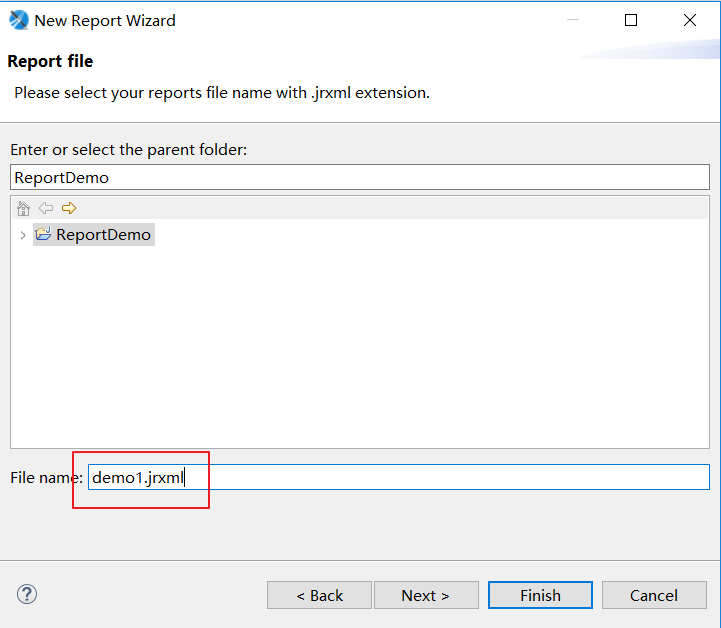 New Report Wizard
Report file
Please select your reports file name with .jrxml extension.
Enter or select the parent folder:
ReportDemo
ReportDemo
File name: demo1.jrxml
? < Back Next > Finish Cancel